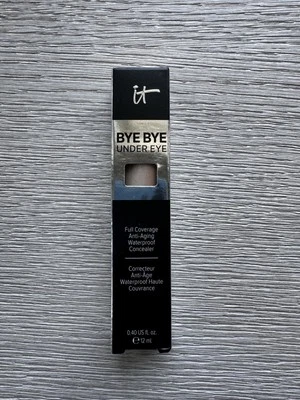 it
BYE BYE
UNDER EYE
Full Coverage
Anti-Aging
Waterproof
Concealer
Correcteur
Anti-Âge
Waterproof Haute
Couvrance
0.40 US fl. oz.
℮ 12 ml